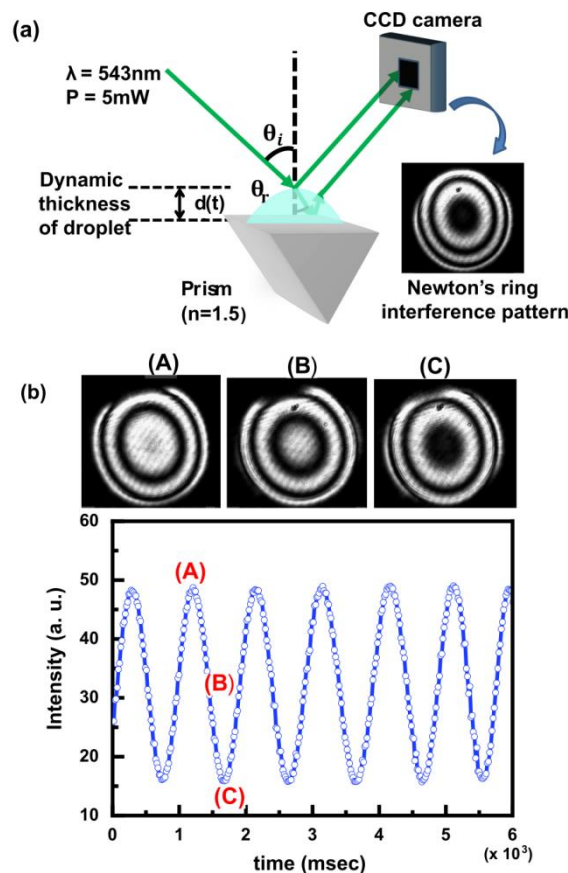 (a)
CCD camera
λ = 543nm
P = 5mW
θi
Dynamic
thickness
of droplet
d(t)
θr
Prism
(n=1.5)
Newton's ring
interference pattern
(b)
(A) (B) (C)
60
50
40
30
20
10
Intensity (a. u.)
(A)
(B)
(C)
0 1 2 3 4 5 6
(x 10³)
time (msec)